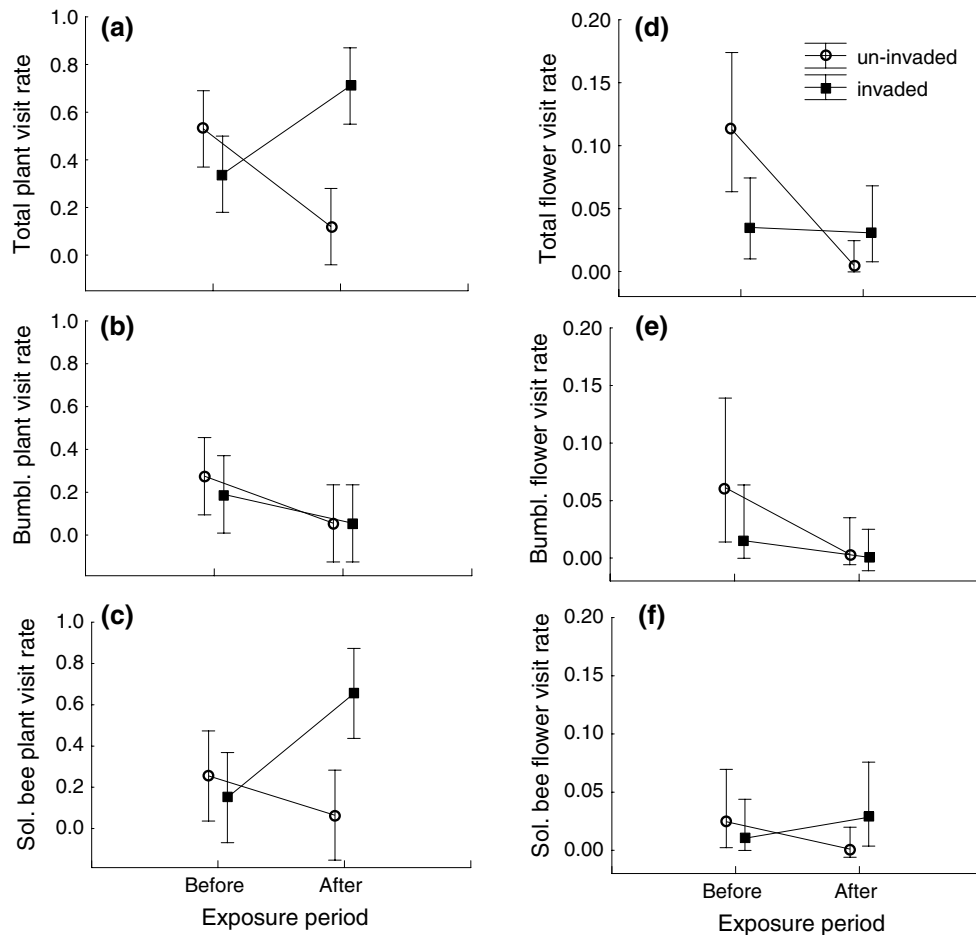 (a)
Total plant visit rate
1.0
0.8
0.6
0.4
0.2
0.0
(d)
Total flower visit rate
0.20
0.15
0.10
0.05
0.00
un-invaded
invaded
(b)
Bumbl. plant visit rate
1.0
0.8
0.6
0.4
0.2
0.0
(e)
Bumbl. flower visit rate
0.20
0.15
0.10
0.05
0.00
(c)
Sol. bee plant visit rate
1.0
0.8
0.6
0.4
0.2
0.0
Before After
Exposure period
(f)
Sol. bee flower visit rate
0.20
0.15
0.10
0.05
0.00
Before After
Exposure period